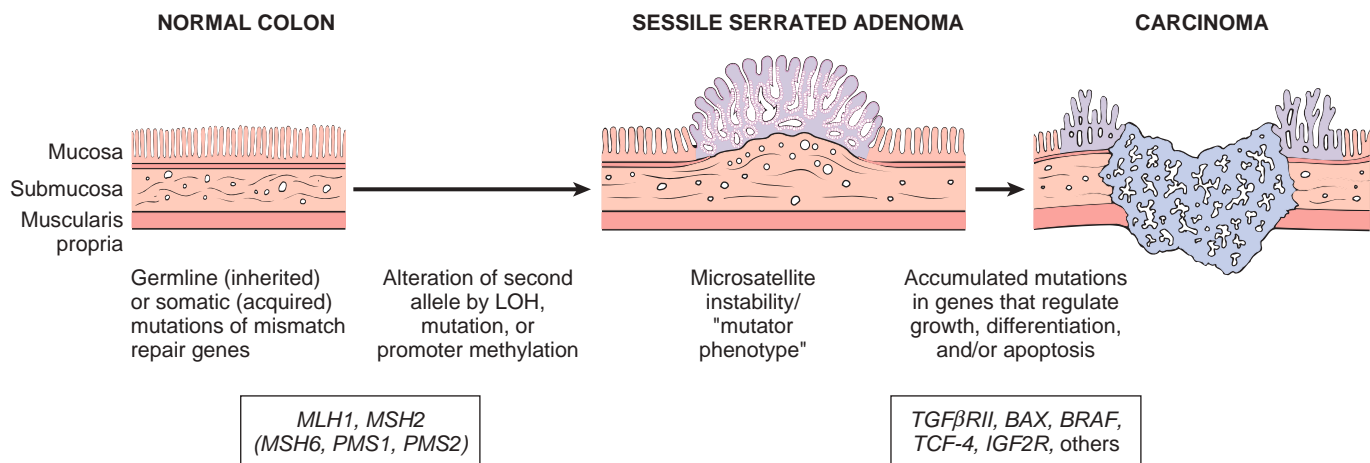 NORMAL COLON
SESSILE SERRATED ADENOMA
CARCINOMA
Mucosa
Submucosa
Muscularis
propria
Germline (inherited)
or somatic (acquired)
mutations of mismatch
repair genes
Alteration of second
allele by LOH,
mutation, or
promoter methylation
Microsatellite
instability/
"mutator
phenotype"
Accumulated mutations
in genes that regulate
growth, differentiation,
and/or apoptosis
MLH1, MSH2
(MSH6, PMS1, PMS2)
TGFβRII, BAX, BRAF,
TCF-4, IGF2R, others